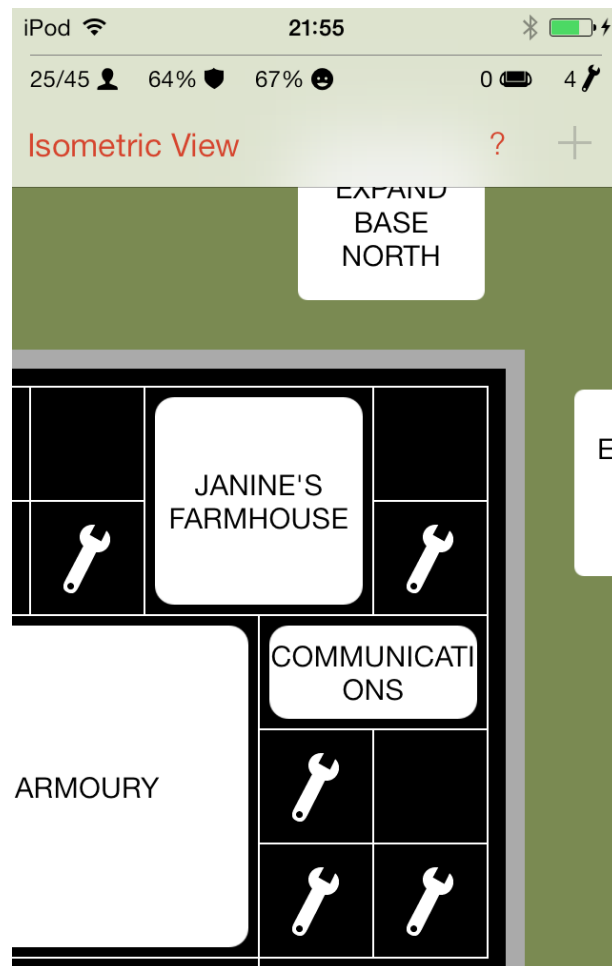 iPod 21:55
25/45 64% 67% 0 4
Isometric View ? +
EXPAND
BASE
NORTH
JANINE'S
FARMHOUSE
E
COMMUNICATI
ONS
ARMOURY